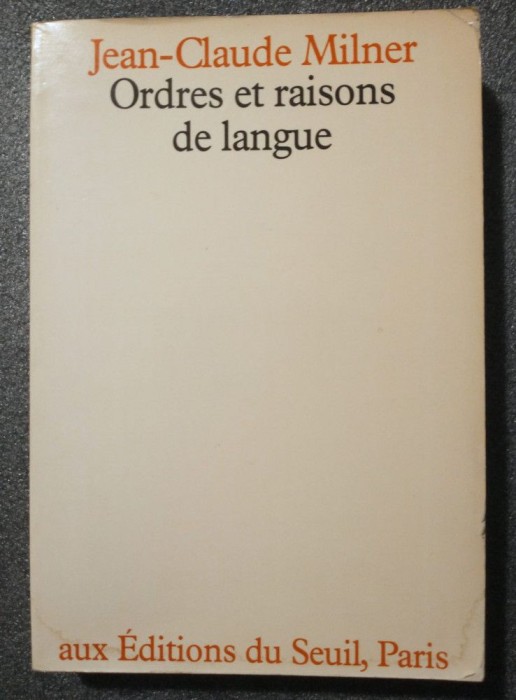 Jean-Claude Milner
Ordres et raisons
de langue
aux Éditions du Seuil, Paris